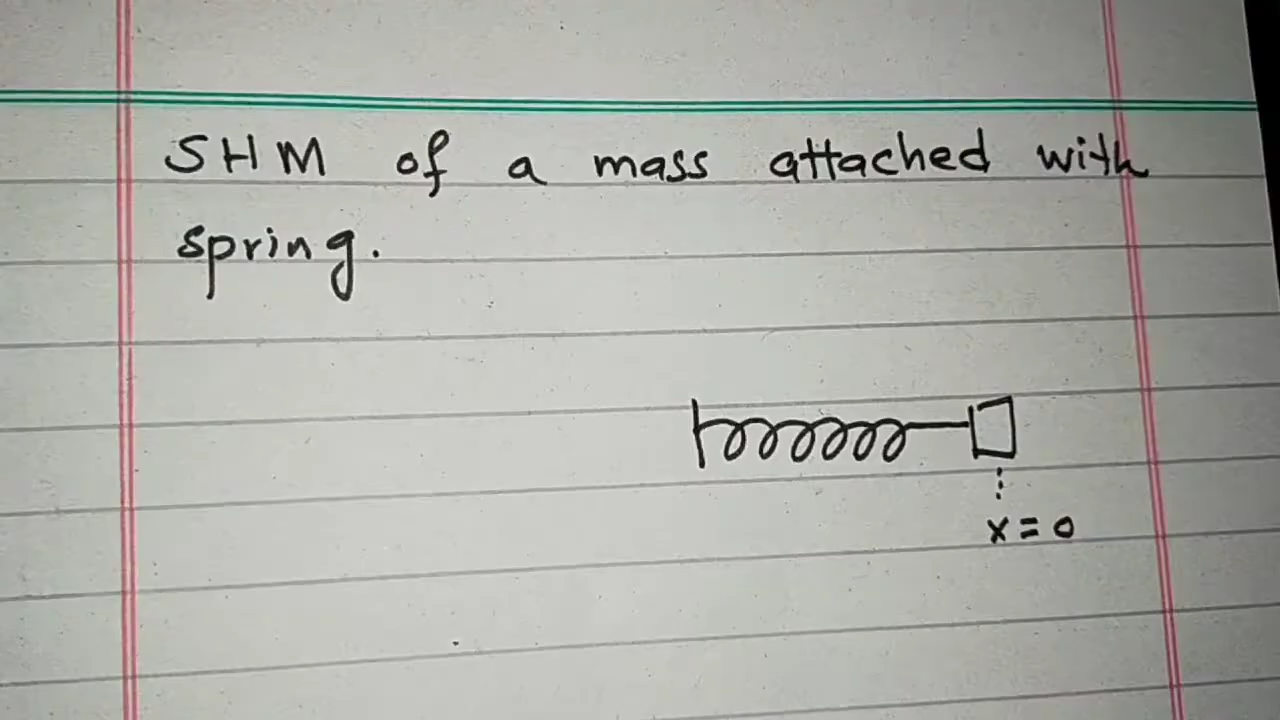 SHM of a mass attached with
spring.
x = 0